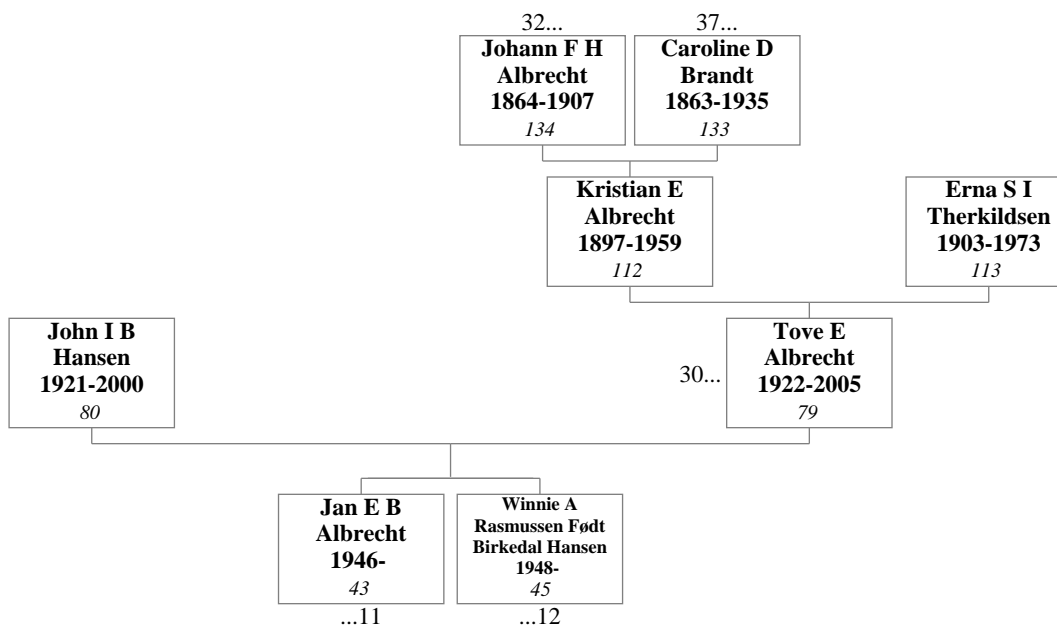 32...
Johann F H
Albrecht
1864-1907
134
37...
Caroline D
Brandt
1863-1935
133
Kristian E
Albrecht
1897-1959
112
Erna S I
Therkildsen
1903-1973
113
John I B
Hansen
1921-2000
80
30...
Tove E
Albrecht
1922-2005
79
Jan E B
Albrecht
1946-
43
...11
Winnie A
Rasmussen Født
Birkedal Hansen
1948-
45
...12